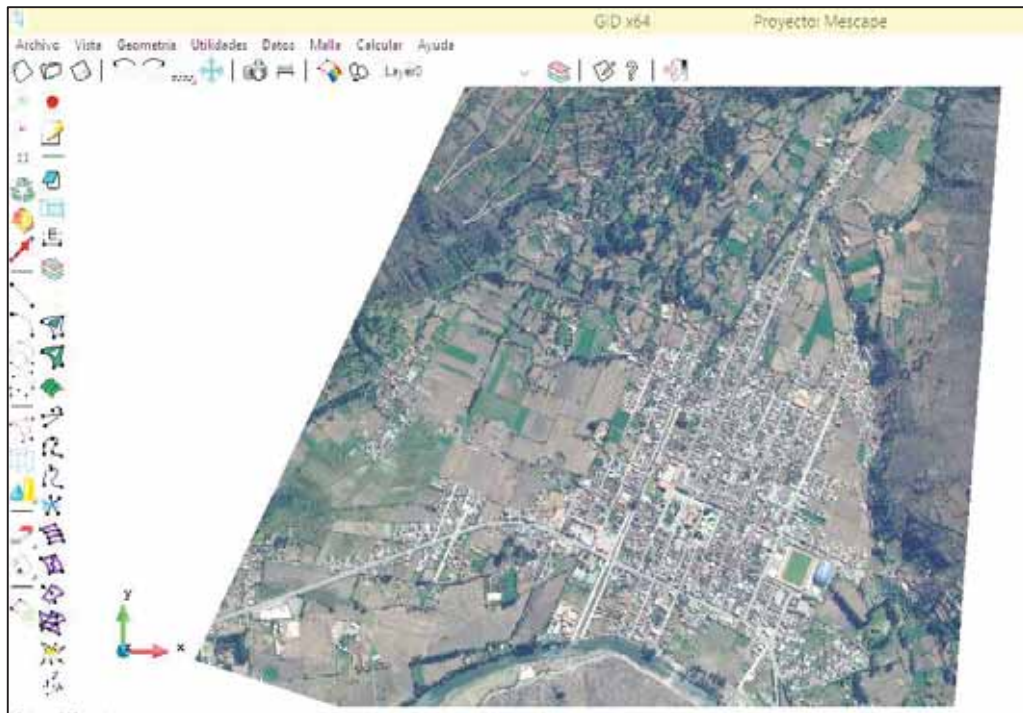 GiD x64 Proyecto: Mescape
Archivo Vista Geometría Utilidades Datos Malla Calcular Ayuda
Layer0
y
x